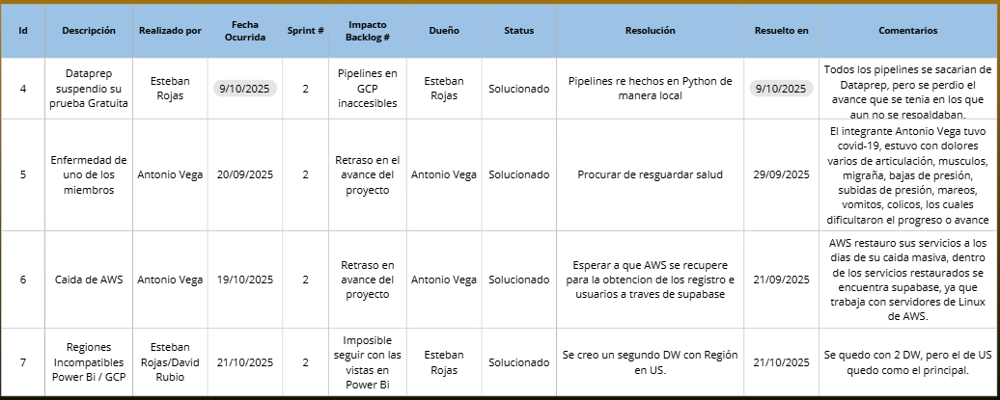 Id
Descripción
Realizado por
Fecha
Ocurrida
Sprint #
Impacto
Backlog #
Dueño
Status
Resolución
Resuelto en
Comentarios
4
Dataprep
suspendio su
prueba Gratuita
Esteban
Rojas
9/10/2025
2
Pipelines en
GCP
inaccesibles
Esteban
Rojas
Solucionado
Pipelines re hechos en Python de
manera local
9/10/2025
Todos los pipelines se sacarian de
Dataprep, pero se perdio el
avance que se tenia en los que
aun no se respaldaban.
5
Enfermedad de
uno de los
miembros
Antonio Vega
20/09/2025
2
Retraso en el
avance del
proyecto
Antonio Vega
Solucionado
Procurar de resguardar salud
29/09/2025
El integrante Antonio Vega tuvo
covid-19, estuvo con dolores
varios de articulación, musculos,
migraña, bajas de presión,
subidas de presión, mareos,
vomitos, colicos, los cuales
dificultaron el progreso o avance
6
Caida de AWS
Antonio Vega
19/10/2025
2
Retraso en
avance del
proyecto
Antonio Vega
Solucionado
Esperar a que AWS se recupere
para la obtencion de los registro e
usuarios a traves de supabase
21/09/2025
AWS restauro sus servicios a los
dias de su caida masiva, dentro
de los servicios restaurados se
encuentra supabase, ya que
trabaja con servidores de Linux
de AWS.
7
Regiones
Incompatibles
Power Bi / GCP
Esteban
Rojas/David
Rubio
21/10/2025
2
Imposible
seguir con las
vistas en
Power Bi
Esteban
Rojas
Solucionado
Se creo un segundo DW con Región
en US.
21/10/2025
Se quedo con 2 DW, pero el de US
quedo como el principal.